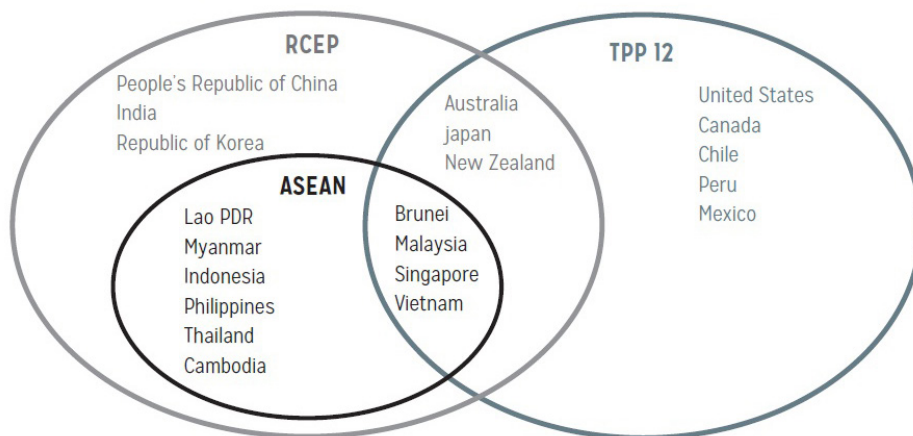 RCEP
People's Republic of China
India
Republic of Korea
Australia
japan
New Zealand
TPP 12
United States
Canada
Chile
Peru
Mexico
ASEAN
Lao PDR
Myanmar
Indonesia
Philippines
Thailand
Cambodia
Brunei
Malaysia
Singapore
Vietnam